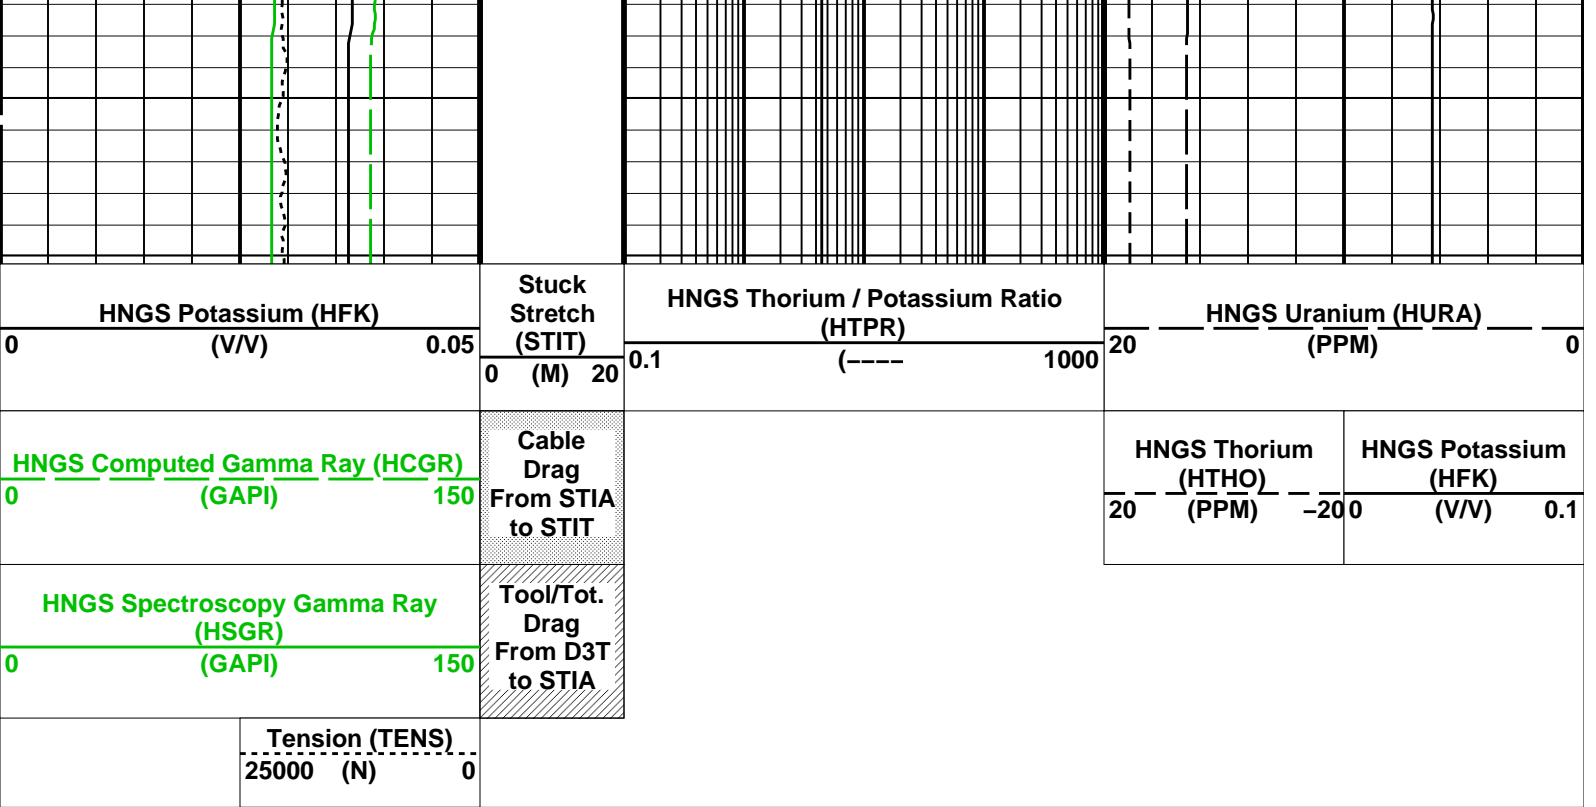 HNGS Potassium (HFK)
0 (V/V) 0.05
Stuck
Stretch
(STIT)
0 (M) 20
HNGS Thorium / Potassium Ratio
(HTPR)
0.1 (−−−− 1000
HNGS Uranium (HURA)
20 (PPM) 0
HNGS Computed Gamma Ray (HCGR)
0 (GAPI) 150
Cable
Drag
From STIA
to STIT
HNGS Thorium
(HTHO)
20 (PPM) −20
HNGS Potassium
(HFK)
0 (V/V) 0.1
HNGS Spectroscopy Gamma Ray
(HSGR)
0 (GAPI) 150
Tool/Tot.
Drag
From D3T
to STIA
Tension (TENS)
25000 (N) 0